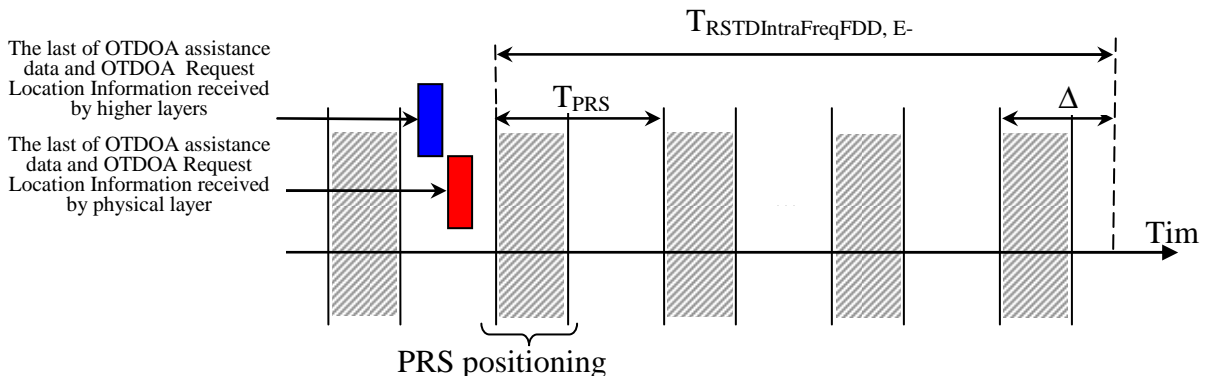 T_RSTDIntraFreqFDD, E-
The last of OTDOA assistance
data and OTDOA Request
Location Information received
by higher layers
T_PRS
Δ
The last of OTDOA assistance
data and OTDOA Request
Location Information received
by physical layer
. . .
Tim
PRS positioning